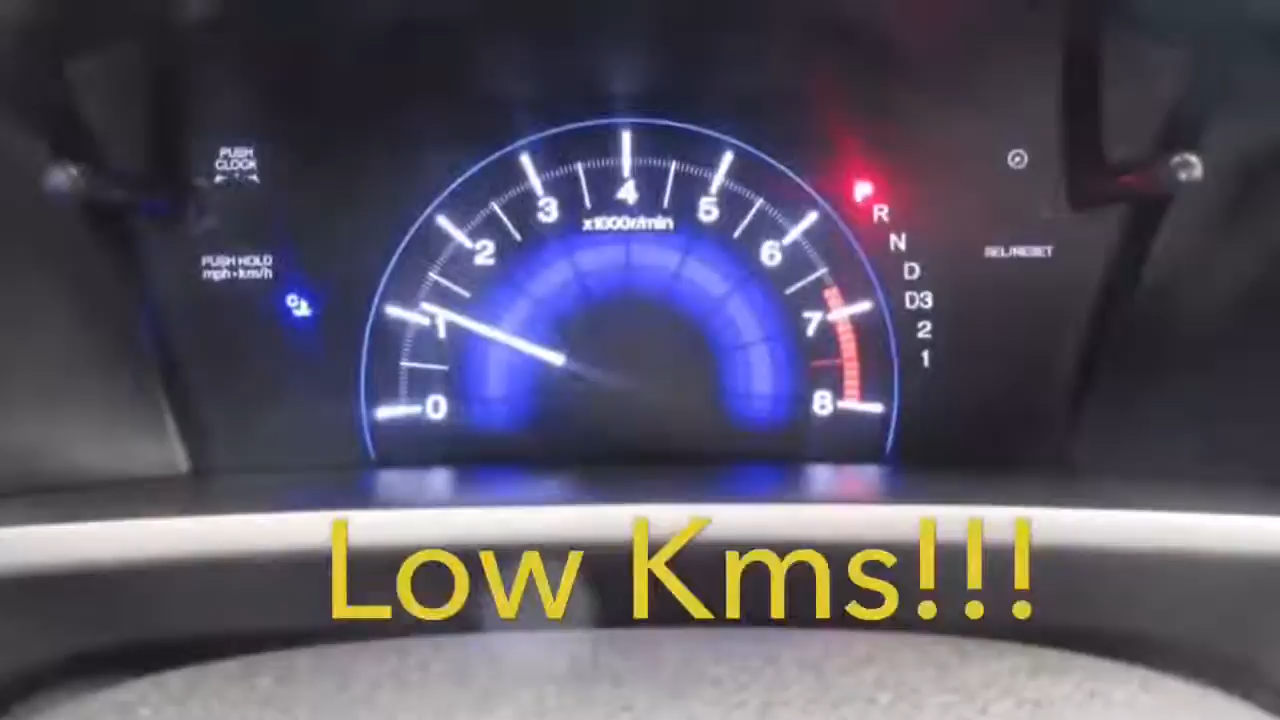 PUSH
CLOCK
PUSH HOLD
mph·km/h
0
1
2
3
4
5
6
7
8
x1000r/min
P
R
N
D
D3
2
1
SEL/RESET
Low Kms!!!